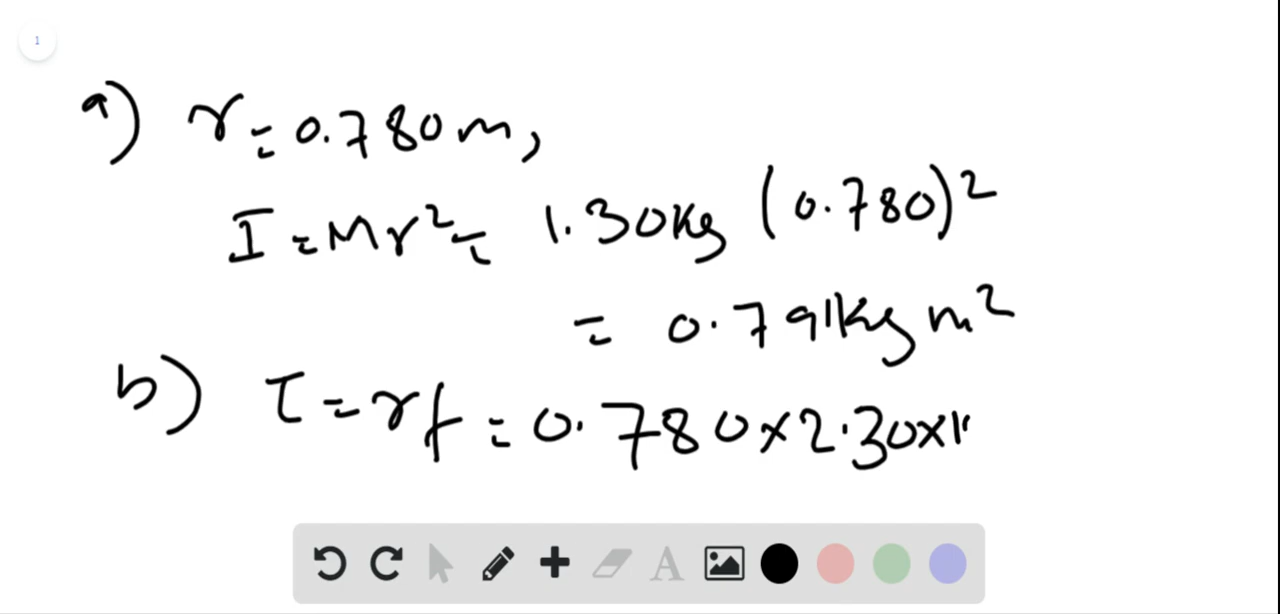 1
a) r = 0.780 m,
I = Mr² = 1.30 Kg (0.780)²
= 0.791 Kg m²
b) τ = rf = 0.780 × 2.30 × 1
A